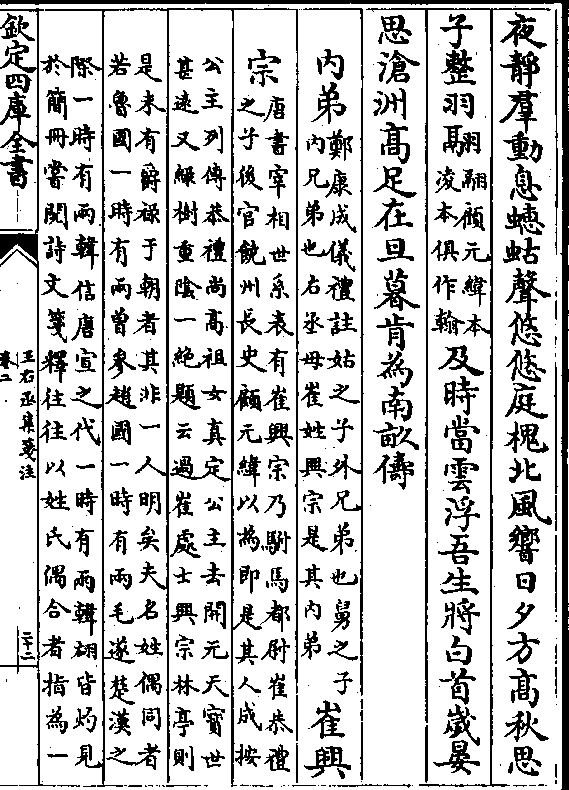 夜靜羣動息蟪蛄聲悠悠庭槐北風響日夕方高秋思
子整羽翮羽翮顧元緯本凌本俱作翰及時當雲浮吾生將白首嵗晏
思滄洲高足在旦暮肯為南畝儔
内弟鄭康成儀禮註姑之子外兄弟也舅之子内兄弟也右丞母崔姓興宗是其内弟崔興
宗唐書宰相世系表有崔興宗乃駙馬都尉崔恭禮之子後官饒州長史顧元緯以為即是其人成按
公主列傳恭禮尚高祖女真定公主去開元天寳世甚逺又綠樹重陰一絶題云過崔處士興宗林亭則
是未有爵禄于朝者其非一人明矣夫名姓偶同者若魯國一時有兩曾參趙國一時有兩毛遂楚漢之
際一時有兩韓信唐宣之代一時有兩韓翃皆灼見於簡冊嘗閲詩文箋釋往往以姓氏偶合者指為一
欽定四庫全書
王右丞集箋注
卷二
二十二